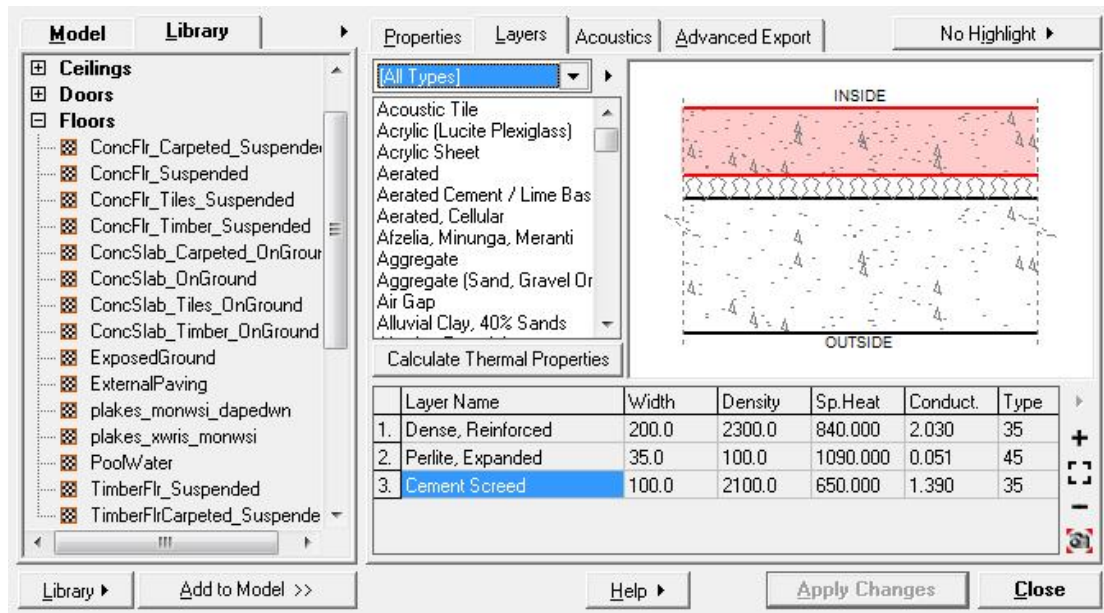 Model Library
Ceilings
Doors
Floors
ConcFlr_Carpeted_Suspende
ConcFlr_Suspended
ConcFlr_Tiles_Suspended
ConcFlr_Timber_Suspended
ConcSlab_Carpeted_OnGrour
ConcSlab_OnGround
ConcSlab_Tiles_OnGround
ConcSlab_Timber_OnGround
ExposedGround
ExternalPaving
plakes_monwsi_dapedwn
plakes_xwris_monwsi
PoolWater
TimberFlr_Suspended
TimberFlrCarpeted_Suspende
Library
Add to Model >>
Properties Layers Acoustics Advanced Export
No Highlight
[All Types]
Acoustic Tile
Acrylic (Lucite Plexiglass)
Acrylic Sheet
Aerated
Aerated Cement / Lime Bas
Aerated, Cellular
Afzelia, Minunga, Meranti
Aggregate
Aggregate (Sand, Gravel Or
Air Gap
Alluvial Clay, 40% Sands
Calculate Thermal Properties
INSIDE
OUTSIDE
Layer Name Width Density Sp.Heat Conduct. Type
1. Dense, Reinforced 200.0 2300.0 840.000 2.030 35
2. Perlite, Expanded 35.0 100.0 1090.000 0.051 45
3. Cement Screed 100.0 2100.0 650.000 1.390 35
Help
Apply Changes
Close